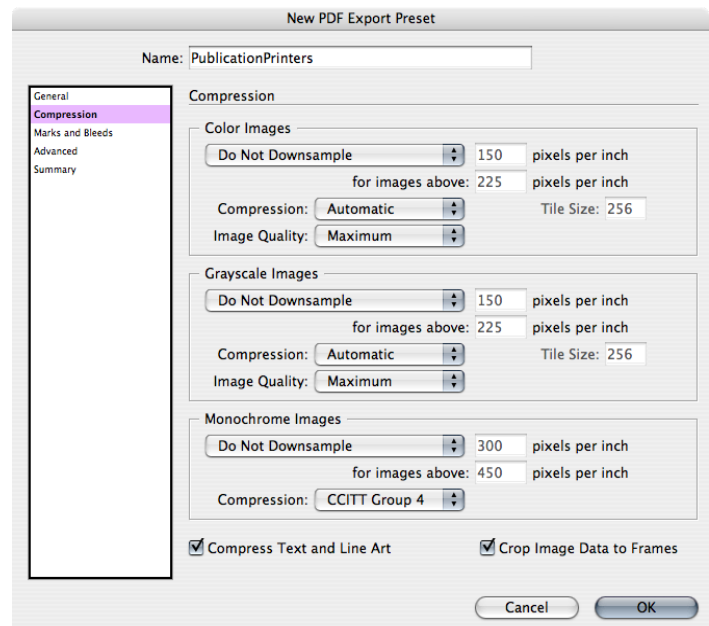 New PDF Export Preset
Name: PublicationPrinters
General
Compression
Marks and Bleeds
Advanced
Summary
Compression
Color Images
Do Not Downsample 150 pixels per inch
for images above: 225 pixels per inch
Compression: Automatic Tile Size: 256
Image Quality: Maximum
Grayscale Images
Do Not Downsample 150 pixels per inch
for images above: 225 pixels per inch
Compression: Automatic Tile Size: 256
Image Quality: Maximum
Monochrome Images
Do Not Downsample 300 pixels per inch
for images above: 450 pixels per inch
Compression: CCITT Group 4
Compress Text and Line Art Crop Image Data to Frames
Cancel OK